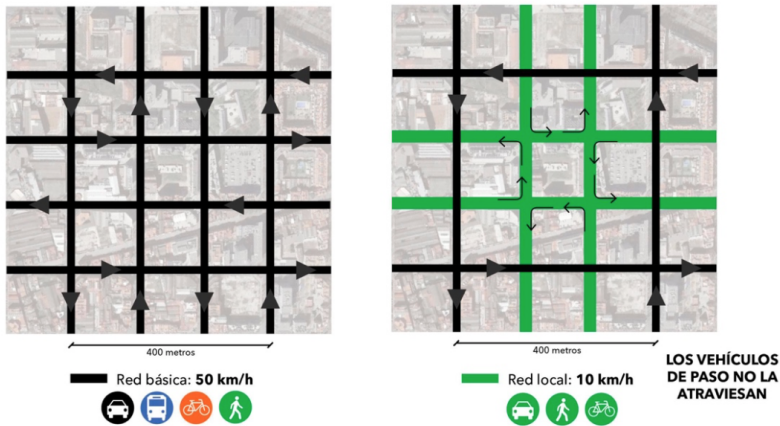 400 metros
Red básica: 50 km/h
400 metros
Red local: 10 km/h
LOS VEHÍCULOS
DE PASO NO LA
ATRAVIESAN